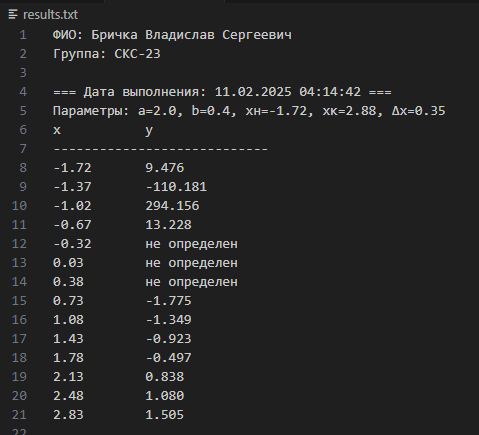 results.txt
1 ФИО: Бричка Владислав Сергеевич
2 Группа: СКС-23
3
4 === Дата выполнения: 11.02.2025 04:14:42 ===
5 Параметры: a=2.0, b=0.4, xн=-1.72, xк=2.88, Δx=0.35
6 x y
7 ----------------------------
8 -1.72 9.476
9 -1.37 -110.181
10 -1.02 294.156
11 -0.67 13.228
12 -0.32 не определен
13 0.03 не определен
14 0.38 не определен
15 0.73 -1.775
16 1.08 -1.349
17 1.43 -0.923
18 1.78 -0.497
19 2.13 0.838
20 2.48 1.080
21 2.83 1.505
22